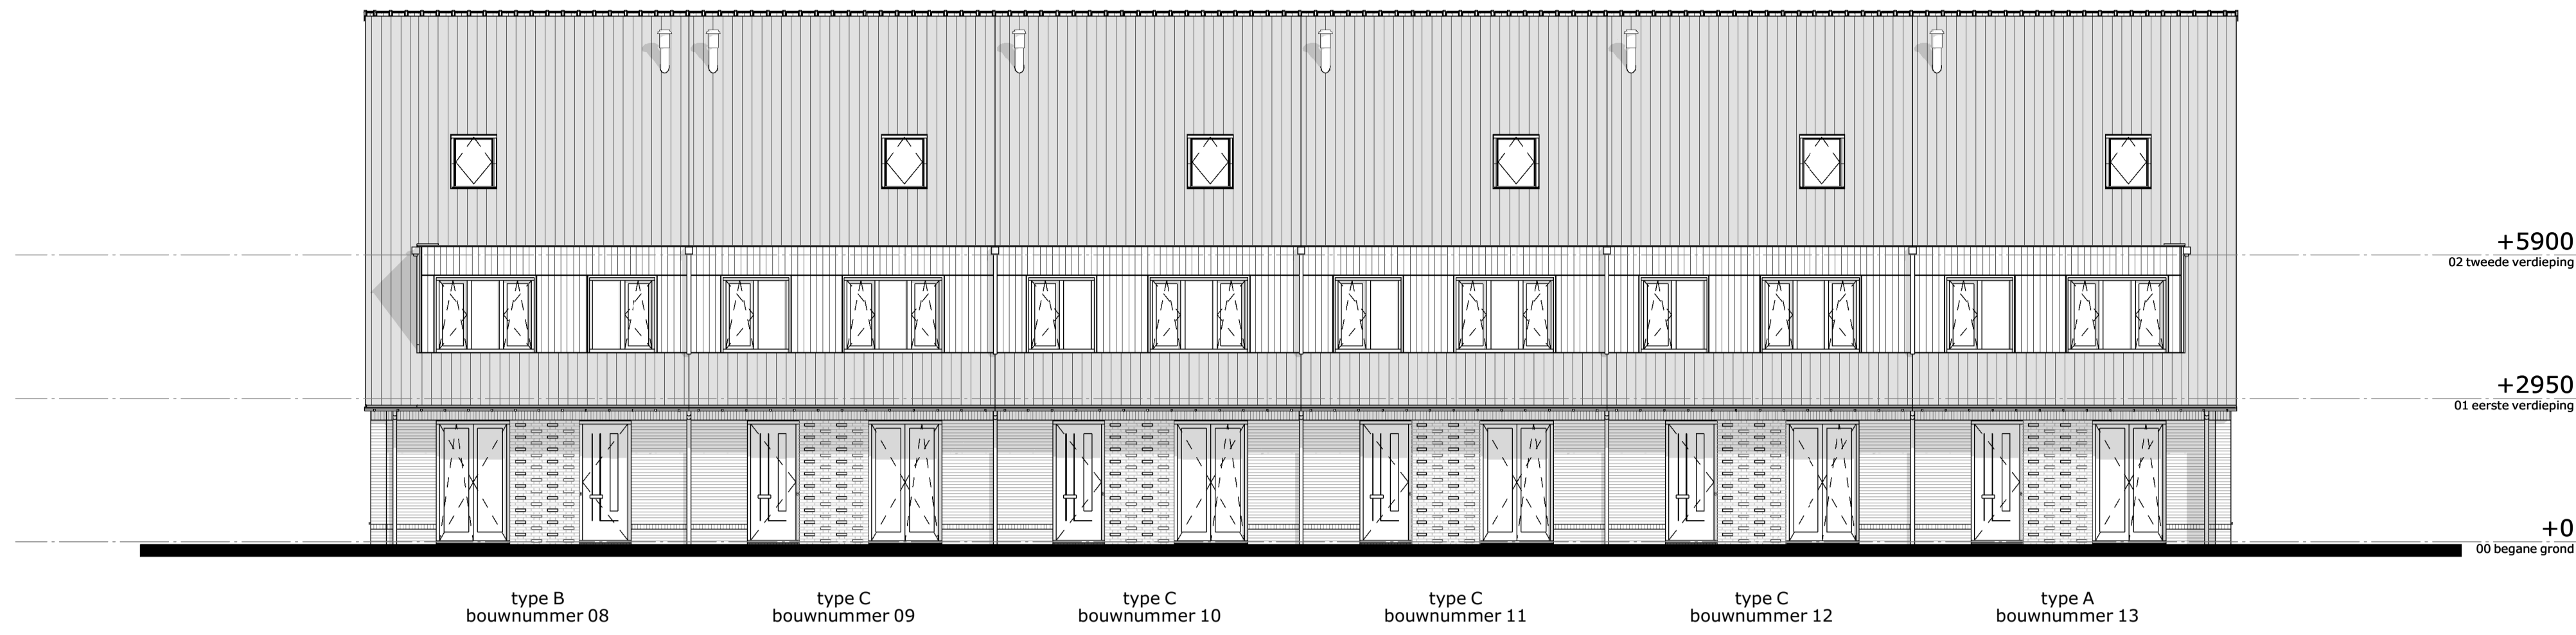 +5900
02 tweede verdieping
+2950
01 eerste verdieping
+0
00 begane grond
type B
bouwnummer 08
type C
bouwnummer 09
type C
bouwnummer 10
type C
bouwnummer 11
type C
bouwnummer 12
type A
bouwnummer 13